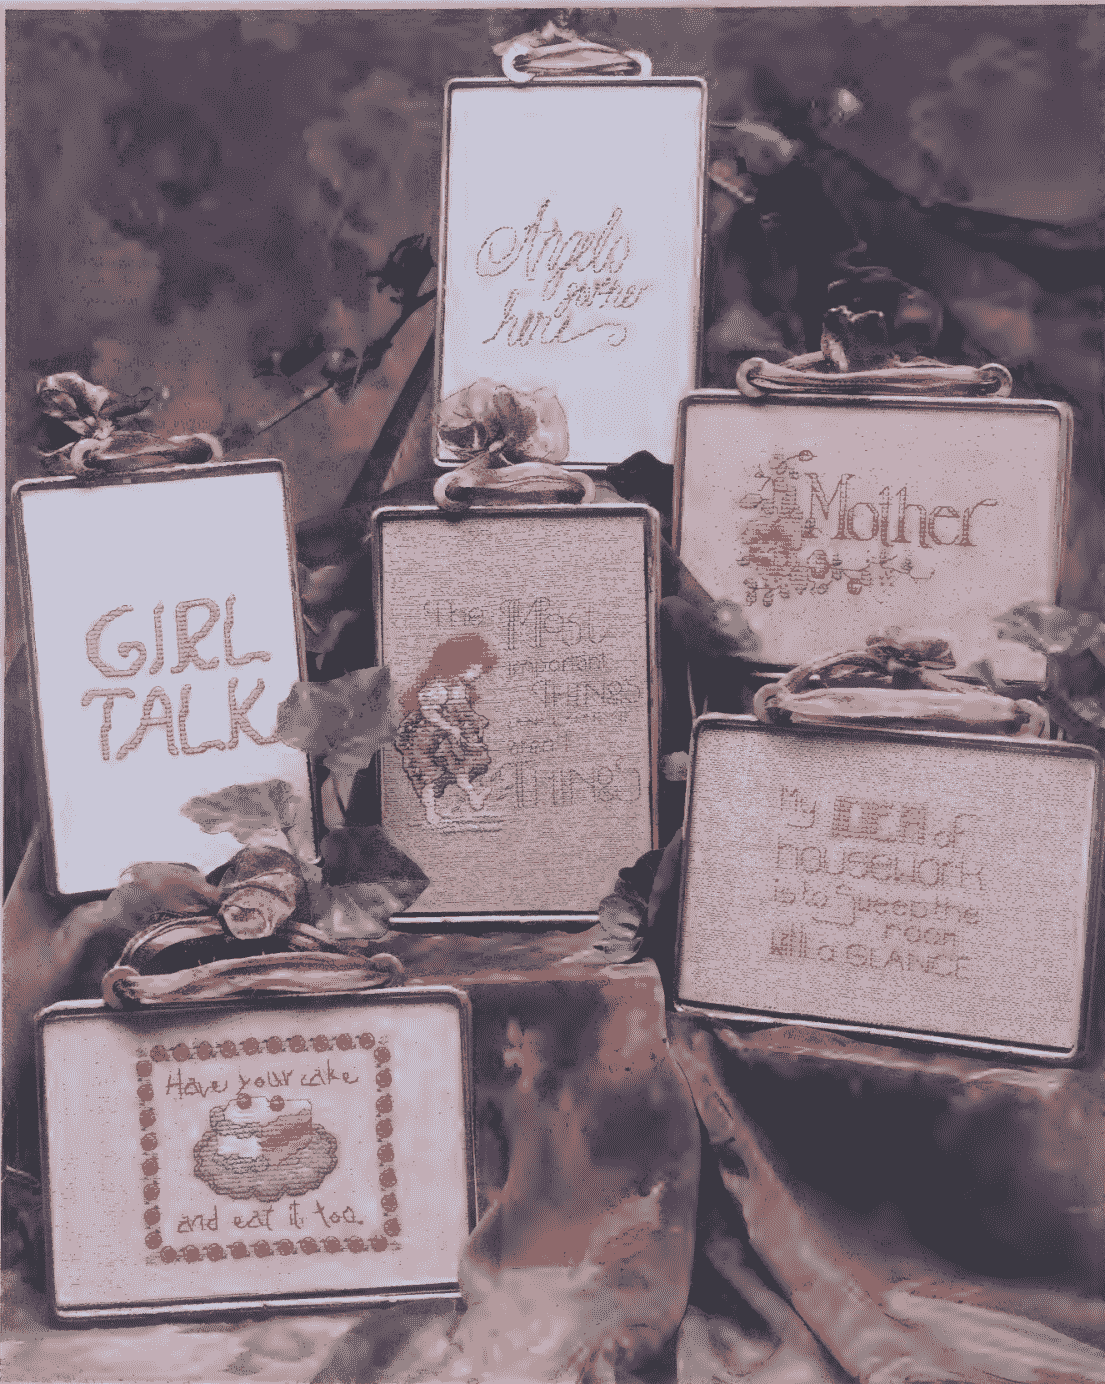 Angels
gather
here
Mother
GIRL
TALK
The Most
important
THINGS
aren't
THINGS
My IDEA of
HOUSEWORK
is to Sweep the
room
with a GLANCE
Have your cake
and eat it too.